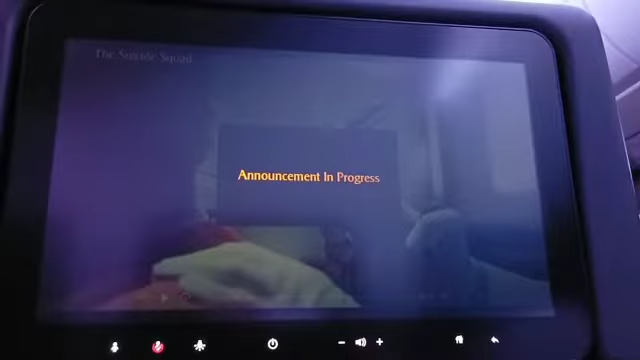 The Suicide Squad
Announcement In Progress
- +